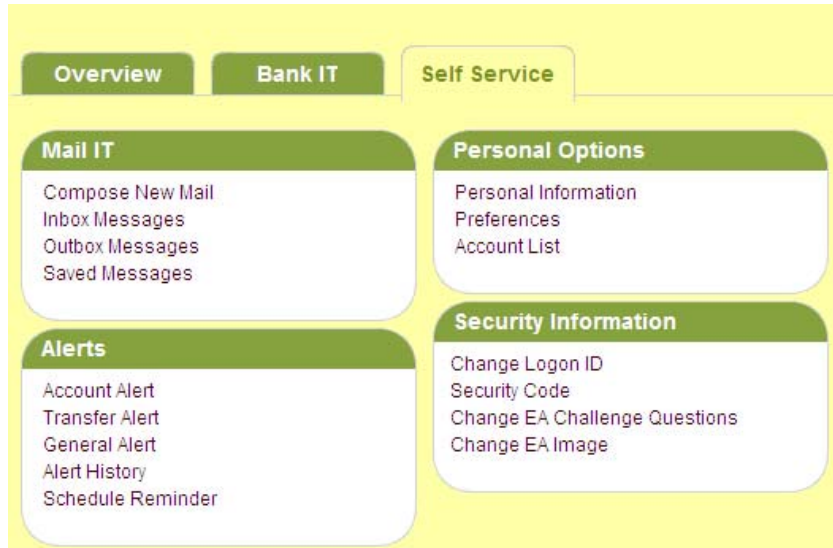 Overview Bank IT Self Service
Mail IT
Compose New Mail
Inbox Messages
Outbox Messages
Saved Messages
Alerts
Account Alert
Transfer Alert
General Alert
Alert History
Schedule Reminder
Personal Options
Personal Information
Preferences
Account List
Security Information
Change Logon ID
Security Code
Change EA Challenge Questions
Change EA Image